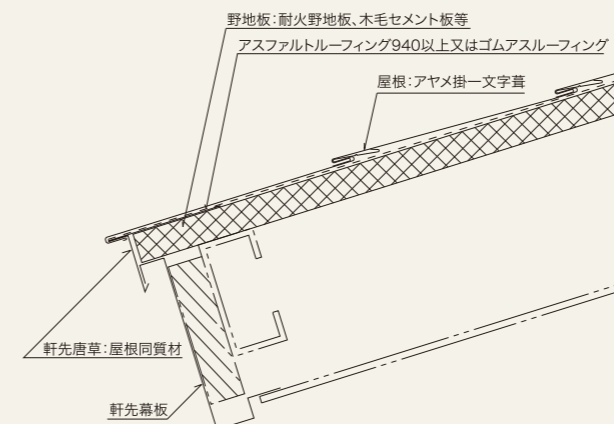 野地板：耐火野地板、木毛セメント板等
アスファルトルーフィング940以上又はゴムアスルーフィング
屋根：アヤメ掛一文字葺
軒先唐草：屋根同質材
軒先幕板